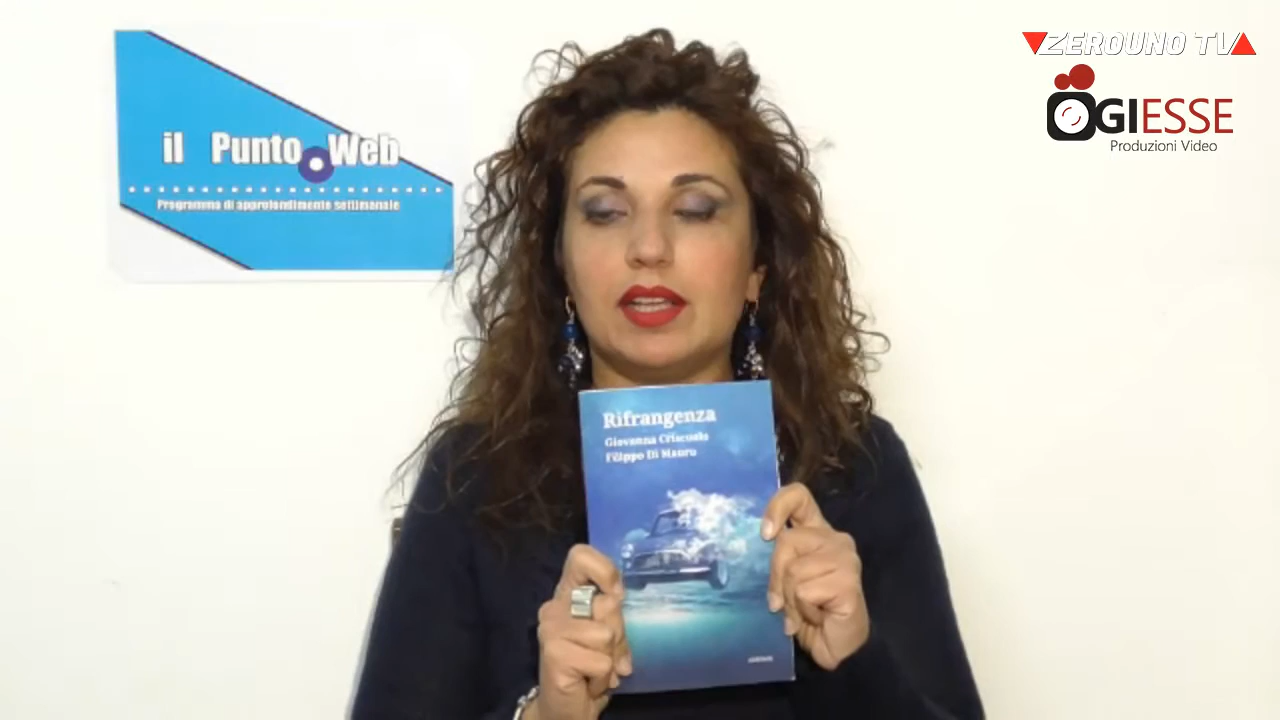 ZEROUNO TV
GIESSE
Produzioni Video
il Punto Web
Programma di approfondimento settimanale
Rifrangenza
Giovanna Criscuolo
Filippo Di Mauro